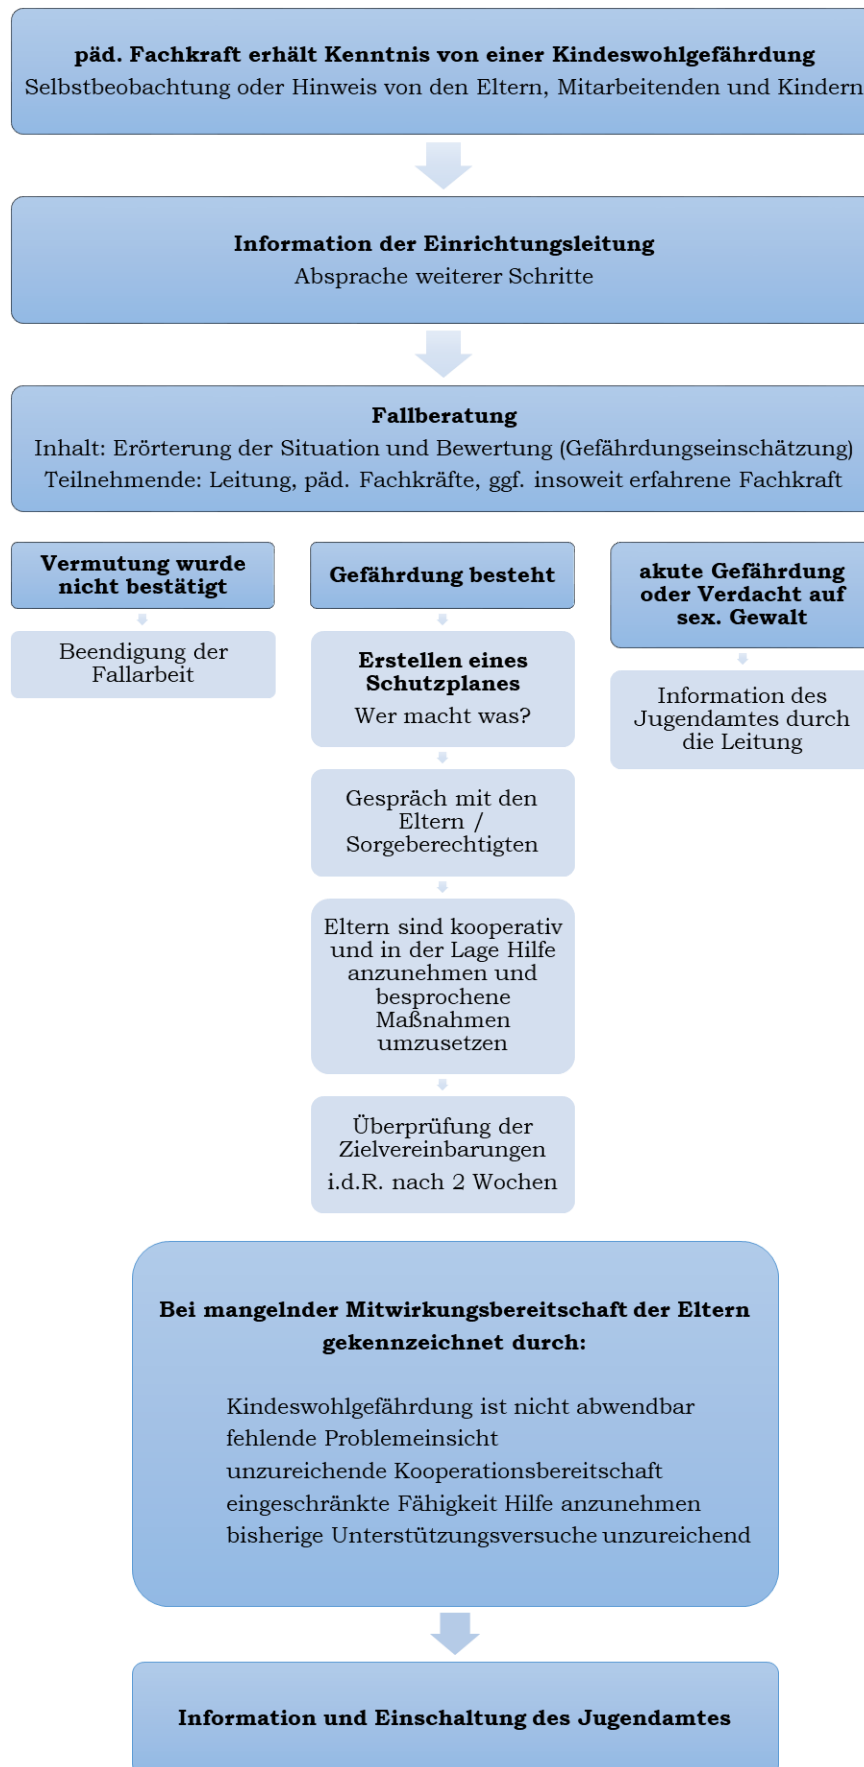 päd. Fachkraft erhält Kenntnis von einer Kindeswohlgefährdung
Selbstbeobachtung oder Hinweis von den Eltern, Mitarbeitenden und Kindern
Information der Einrichtungsleitung
Absprache weiterer Schritte
Fallberatung
Inhalt: Erörterung der Situation und Bewertung (Gefährdungseinschätzung)
Teilnehmende: Leitung, päd. Fachkräfte, ggf. insoweit erfahrene Fachkraft
Vermutung wurde
nicht bestätigt
Beendigung der
Fallarbeit
Gefährdung besteht
Erstellen eines
Schutzplanes
Wer macht was?
Gespräch mit den
Eltern /
Sorgeberechtigten
Eltern sind kooperativ
und in der Lage Hilfe
anzunehmen und
besprochene
Maßnahmen
umzusetzen
Überprüfung der
Zielvereinbarungen
i.d.R. nach 2 Wochen
akute Gefährdung
oder Verdacht auf
sex. Gewalt
Information des
Jugendamtes durch
die Leitung
Bei mangelnder Mitwirkungsbereitschaft der Eltern
gekennzeichnet durch:
Kindeswohlgefährdung ist nicht abwendbar
fehlende Problemeinsicht
unzureichende Kooperationsbereitschaft
eingeschränkte Fähigkeit Hilfe anzunehmen
bisherige Unterstützungsversuche unzureichend
Information und Einschaltung des Jugendamtes